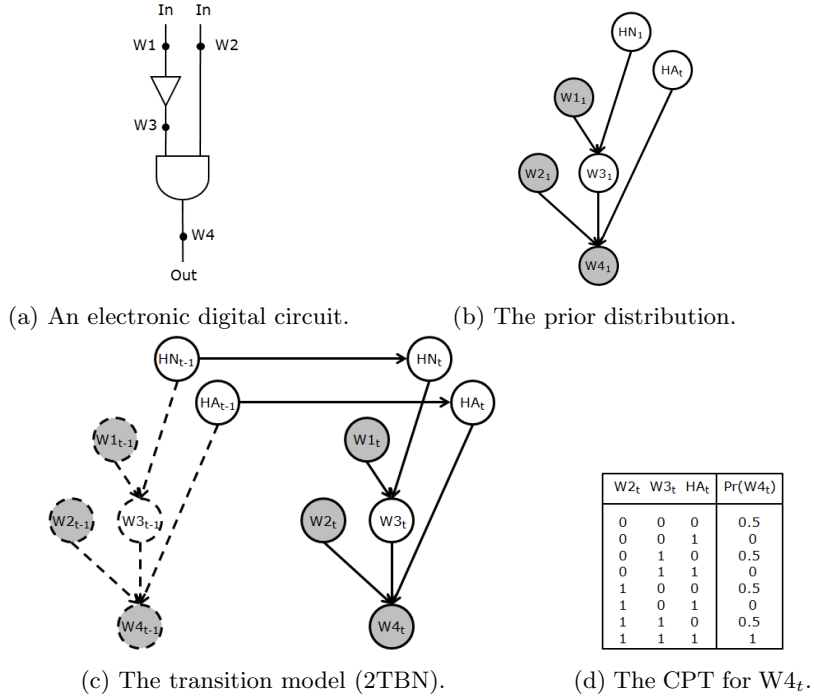 In In
W1 W2
W3
W4
Out
(a) An electronic digital circuit.
HN1
HAt
W11
W21 W31
W41
(b) The prior distribution.
HNt-1 HNt
HAt-1 HAt
W1t-1 W1t
W2t-1 W3t-1 W2t W3t
W4t-1 W4t
(c) The transition model (2TBN).
W2t W3t HAt Pr(W4t)
0 0 0 0.5
0 0 1 0
0 1 0 0.5
0 1 1 0
1 0 0 0.5
1 0 1 0
1 1 0 0.5
1 1 1 1
(d) The CPT for W4t.